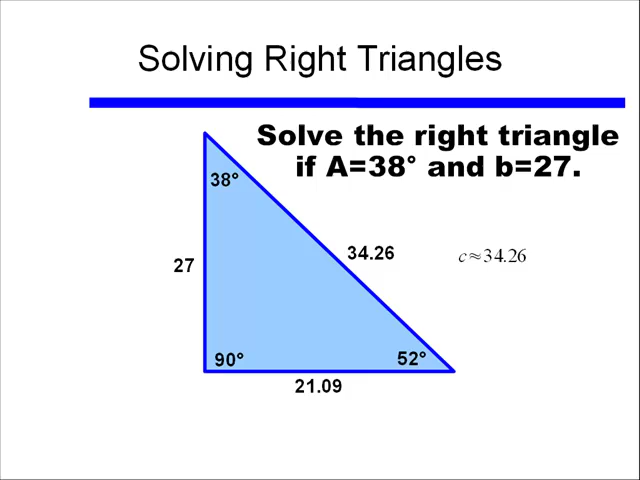 Solving Right Triangles
Solve the right triangle
if A=38° and b=27.
38°
34.26
c≈34.26
27
90°
52°
21.09